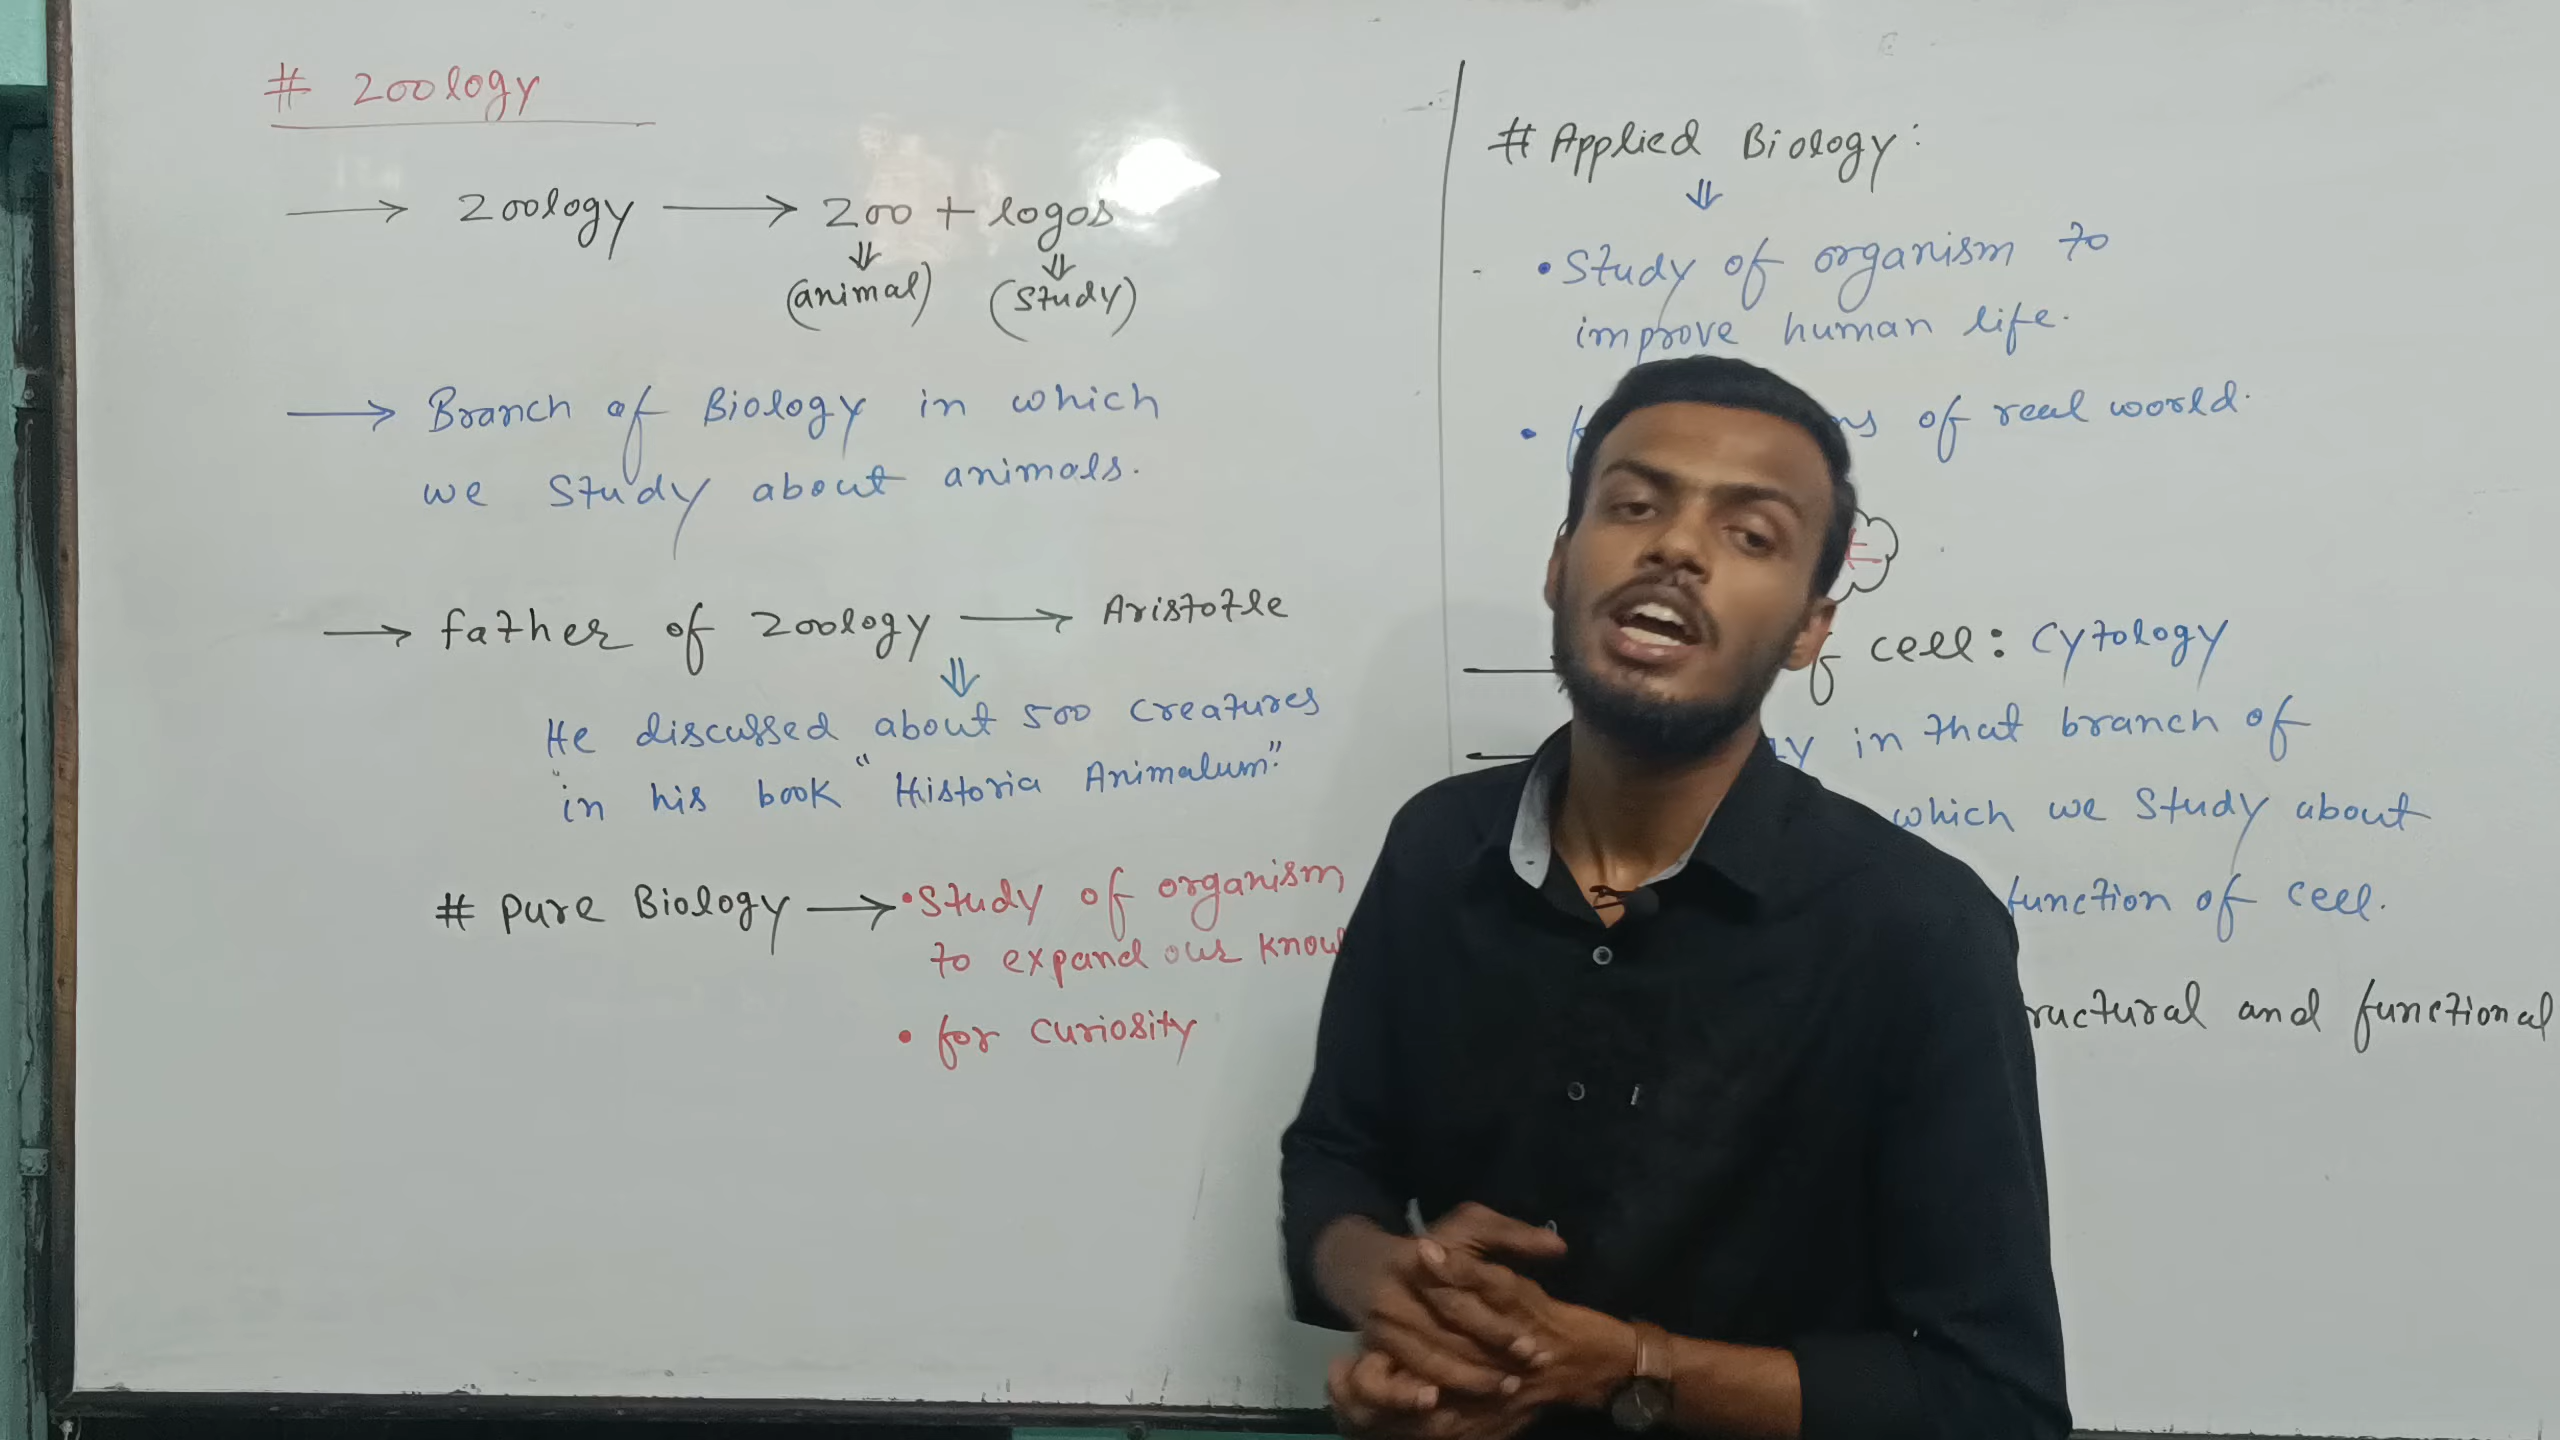 # Zoology
→ Zoology → Zoo + logos
(animal) (study)
→ Branch of Biology in which
we study about animals.
→ father of Zoology → Aristotle
He discussed about 500 creatures
in his book "Historia Animalum"
# Pure Biology → • Study of organism
to expand our
• for curiosity
# Applied Biology:
• Study of organism to
improve human life.
• of real world.
cell: Cytology
in that branch of
which we study about
function of cell.
and functional